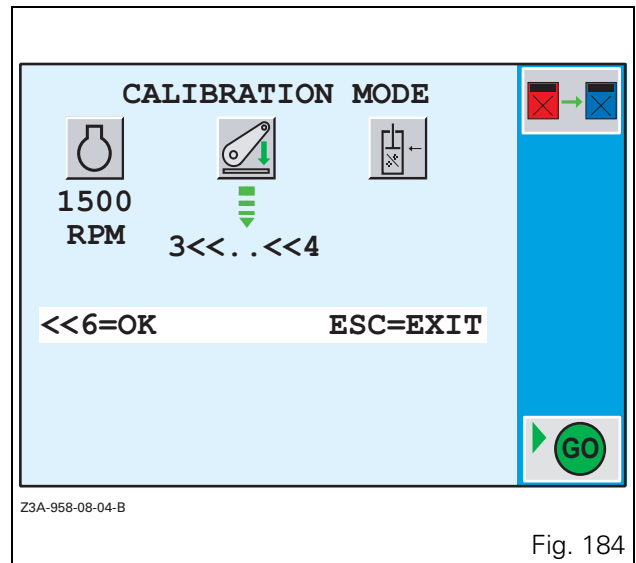 CALIBRATION MODE
1500
RPM
3<<..<<4
<<6=OK ESC=EXIT
GO
Z3A-958-08-04-B
Fig. 184